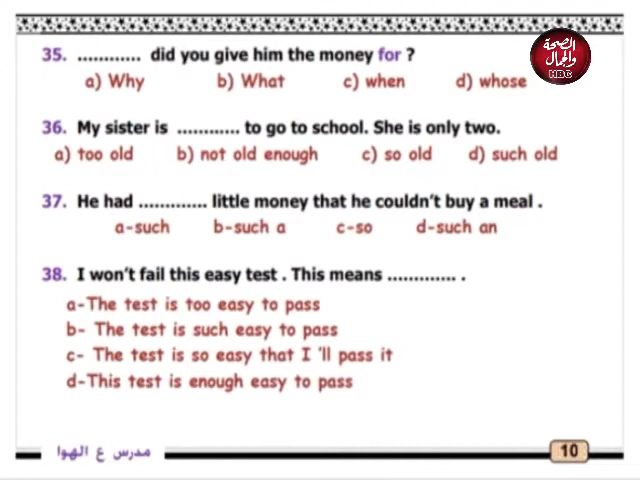 الصحة
والجمال
HBC
35. ............ did you give him the money for ?
a) Why b) What c) when d) whose
36. My sister is ............ to go to school. She is only two.
a) too old b) not old enough c) so old d) such old
37. He had ............. little money that he couldn't buy a meal .
a-such b-such a c-so d-such an
38. I won't fail this easy test . This means ............. .
a-The test is too easy to pass
b- The test is such easy to pass
c- The test is so easy that I 'll pass it
d-This test is enough easy to pass
مدرس ع الهوا
10